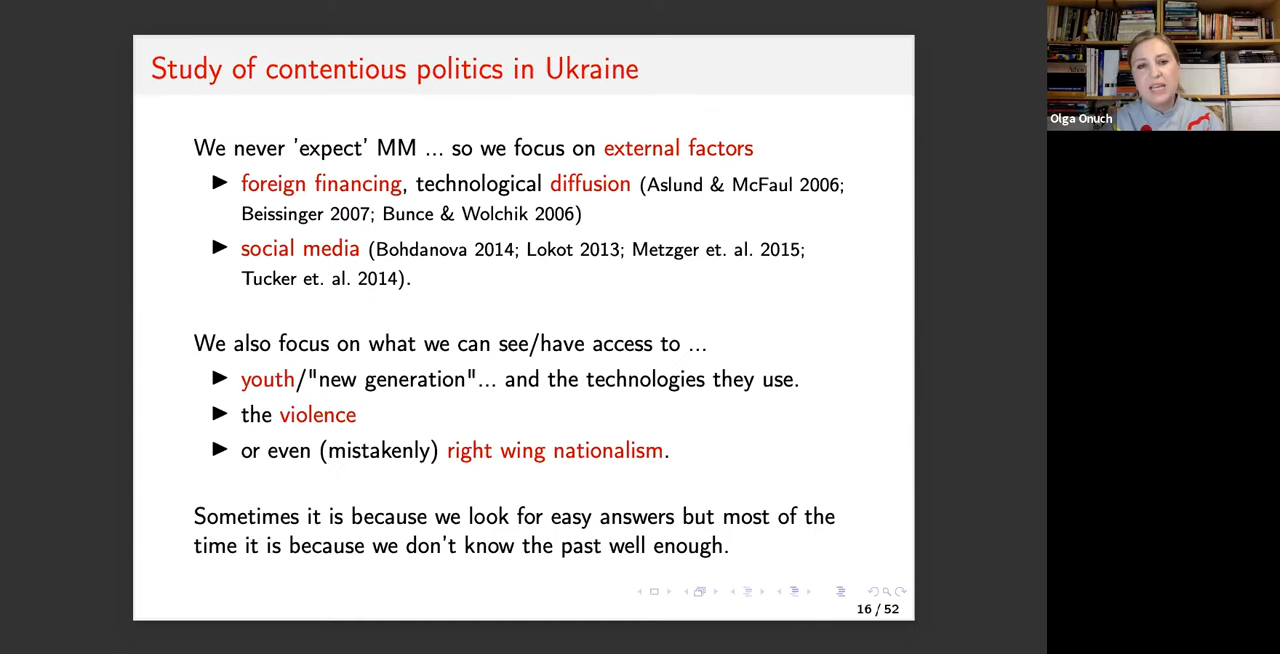 Study of contentious politics in Ukraine
We never 'expect' MM ... so we focus on external factors
▶ foreign financing, technological diffusion (Aslund & McFaul 2006;
Beissinger 2007; Bunce & Wolchik 2006)
▶ social media (Bohdanova 2014; Lokot 2013; Metzger et. al. 2015;
Tucker et. al. 2014).
We also focus on what we can see/have access to ...
▶ youth/"new generation"... and the technologies they use.
▶ the violence
▶ or even (mistakenly) right wing nationalism.
Sometimes it is because we look for easy answers but most of the
time it is because we don't know the past well enough.
16 / 52
Olga Onuch